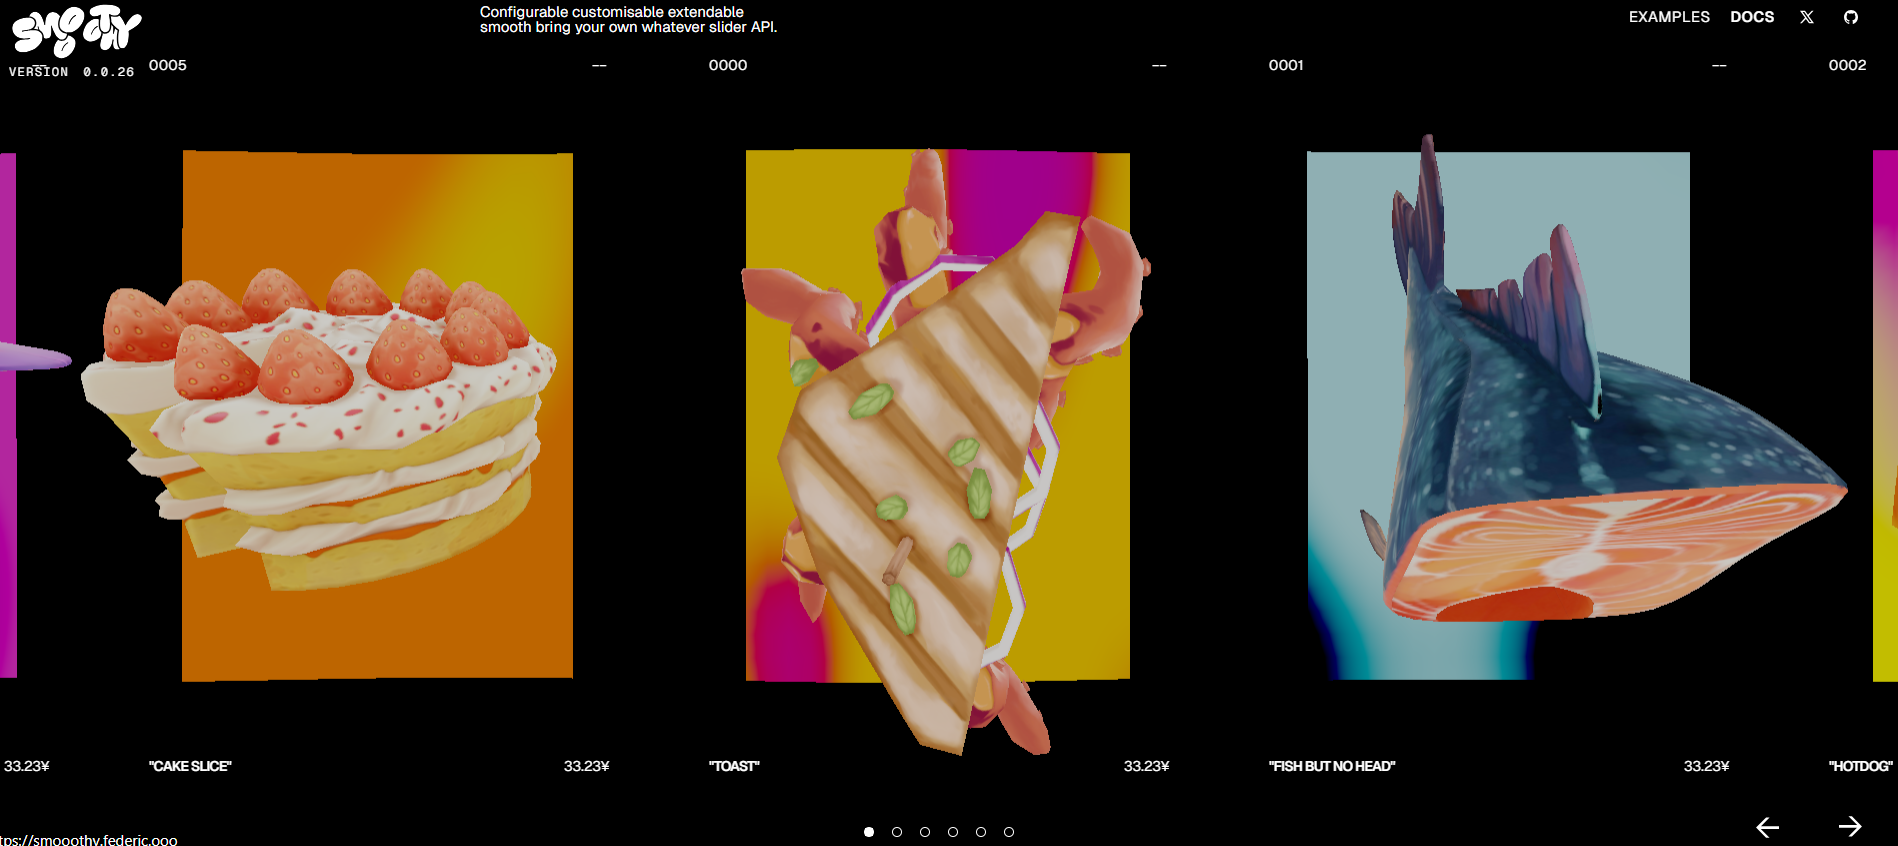 SMOOTHY
VERSION 0.0.26
Configurable customisable extendable
smooth bring your own whatever slider API.
EXAMPLES DOCS
0005 —
0000 —
0001 —
0002
33.23¥
"CAKE SLICE" 33.23¥
"TOAST" 33.23¥
"FISH BUT NO HEAD" 33.23¥
"HOTDOG"
tps://smooothy.federic.ooo